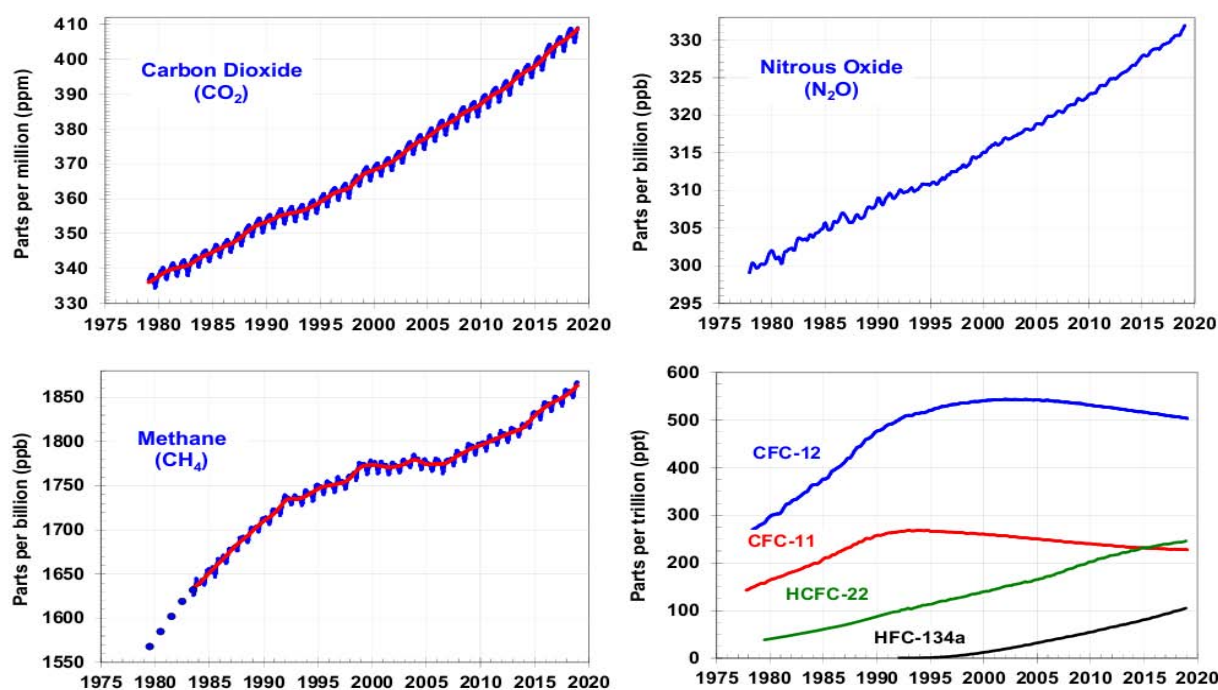 Parts per million (ppm)
410
400
390
380
370
360
350
340
330
Carbon Dioxide
(CO₂)
1975 1980 1985 1990 1995 2000 2005 2010 2015 2020
Parts per billion (ppb)
330
325
320
315
310
305
300
295
Nitrous Oxide
(N₂O)
1975 1980 1985 1990 1995 2000 2005 2010 2015 2020
Parts per billion (ppb)
1850
1800
1750
1700
1650
1600
1550
Methane
(CH₄)
1975 1980 1985 1990 1995 2000 2005 2010 2015 2020
Parts per trillion (ppt)
600
500
400
300
200
100
0
CFC-12
CFC-11
HCFC-22
HFC-134a
1975 1980 1985 1990 1995 2000 2005 2010 2015 2020